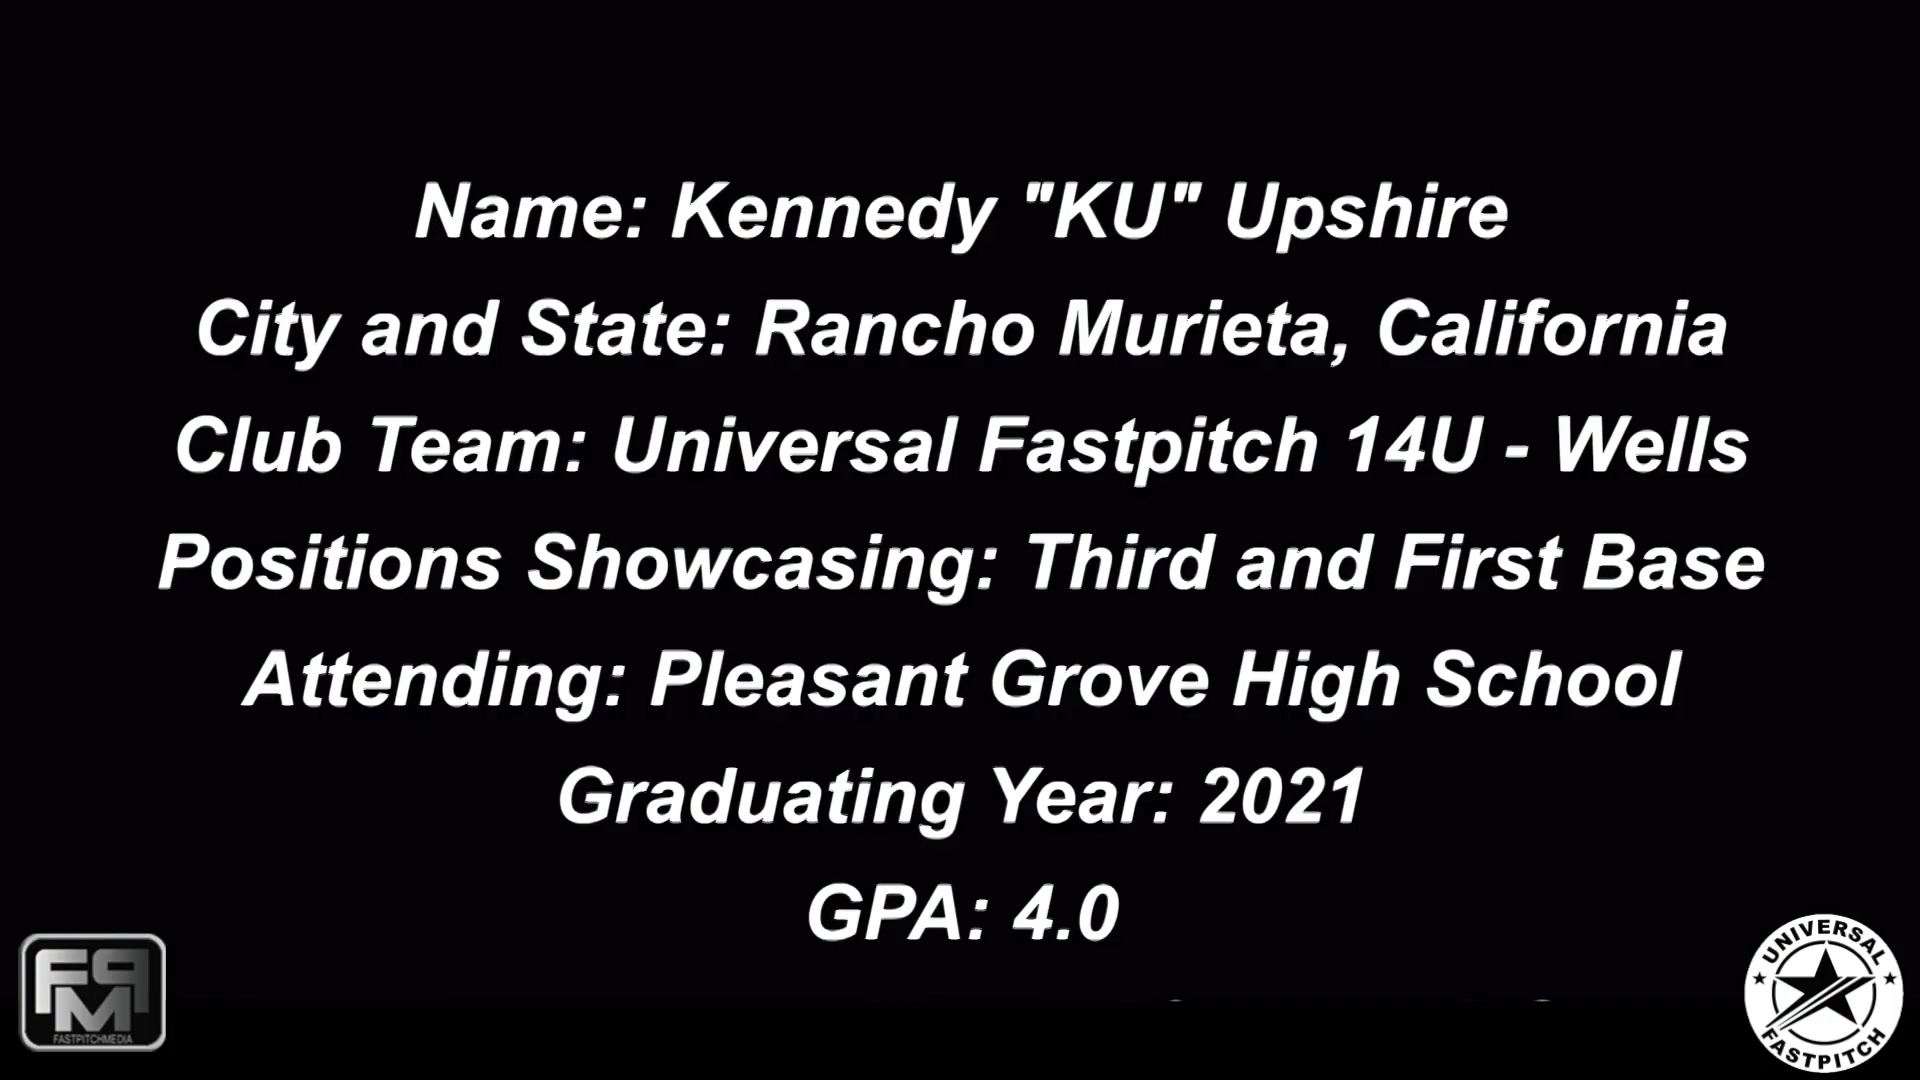 Name: Kennedy "KU" Upshire
City and State: Rancho Murieta, California
Club Team: Universal Fastpitch 14U - Wells
Positions Showcasing: Third and First Base
Attending: Pleasant Grove High School
Graduating Year: 2021
GPA: 4.0
FPM
FASTPITCHMEDIA
UNIVERSAL
FASTPITCH